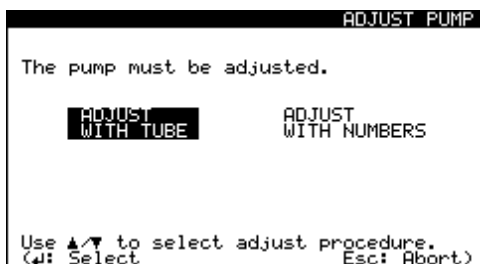 ADJUST PUMP
The pump must be adjusted.
ADJUST
WITH TUBE
ADJUST
WITH NUMBERS
Use ▲/▼ to select adjust procedure.
(↵: Select Esc: Abort)